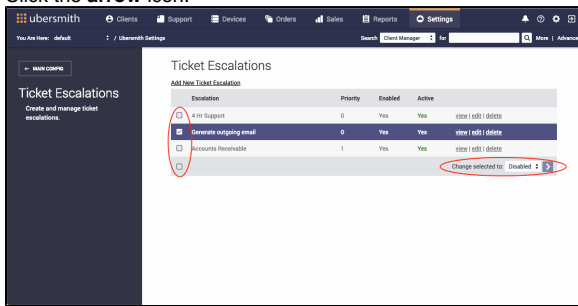 Click the arrow icon.
ubersmith Clients Support Devices Orders Sales Reports Settings
You Are Here: default / Ubersmith Settings Search Client Manager for More | Advance
← MAIN CONFIG
Ticket Escalations
Create and manage ticket
escalations.
Ticket Escalations
Add New Ticket Escalation
Escalation Priority Enabled Active
4 Hr Support 0 Yes Yes view | edit | delete
Generate outgoing email 0 Yes Yes view | edit | delete
Accounts Receivable 1 Yes Yes view | edit | delete
Change selected to: Disabled